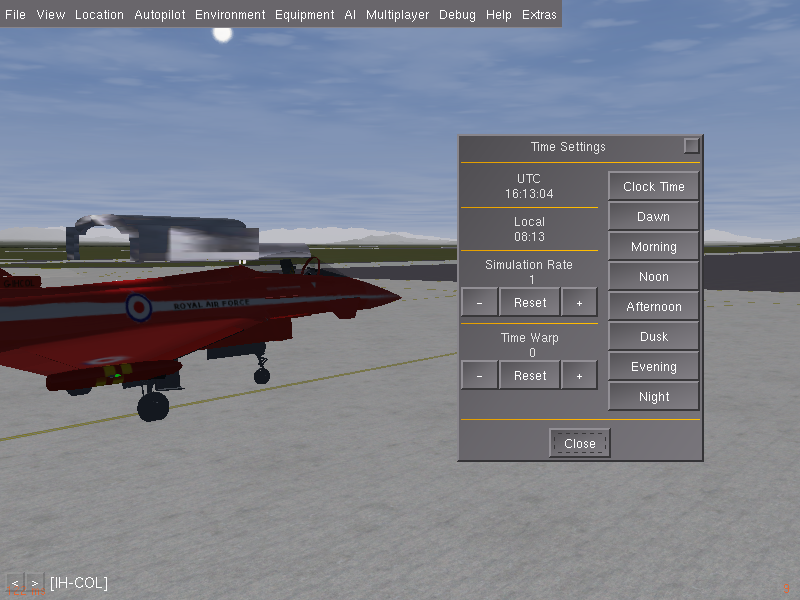 File View Location Autopilot Environment Equipment AI Multiplayer Debug Help Extras
Time Settings
UTC
16:13:04
Local
08:13
Simulation Rate
1
- Reset +
Time Warp
0
- Reset +
Clock Time
Dawn
Morning
Noon
Afternoon
Dusk
Evening
Night
Close
ROYAL AIR FORCE
< > [IH-COL]